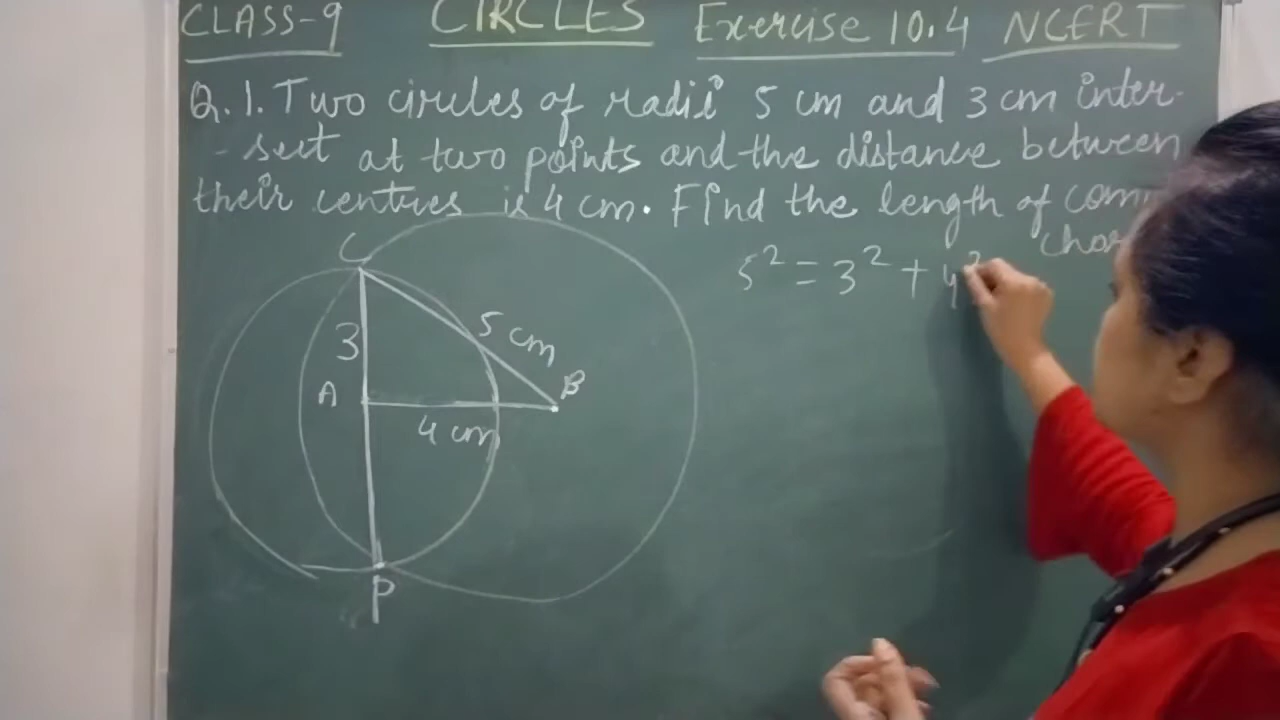 CLASS-9 CIRCLES Exercise 10.4 NCERT
Q.1. Two circles of radii 5 cm and 3 cm inter-
- sect at two points and the distance between
their centres is 4 cm. Find the length of
5² = 3² + 4²
C
3
5 cm
A
B
4 cm
P